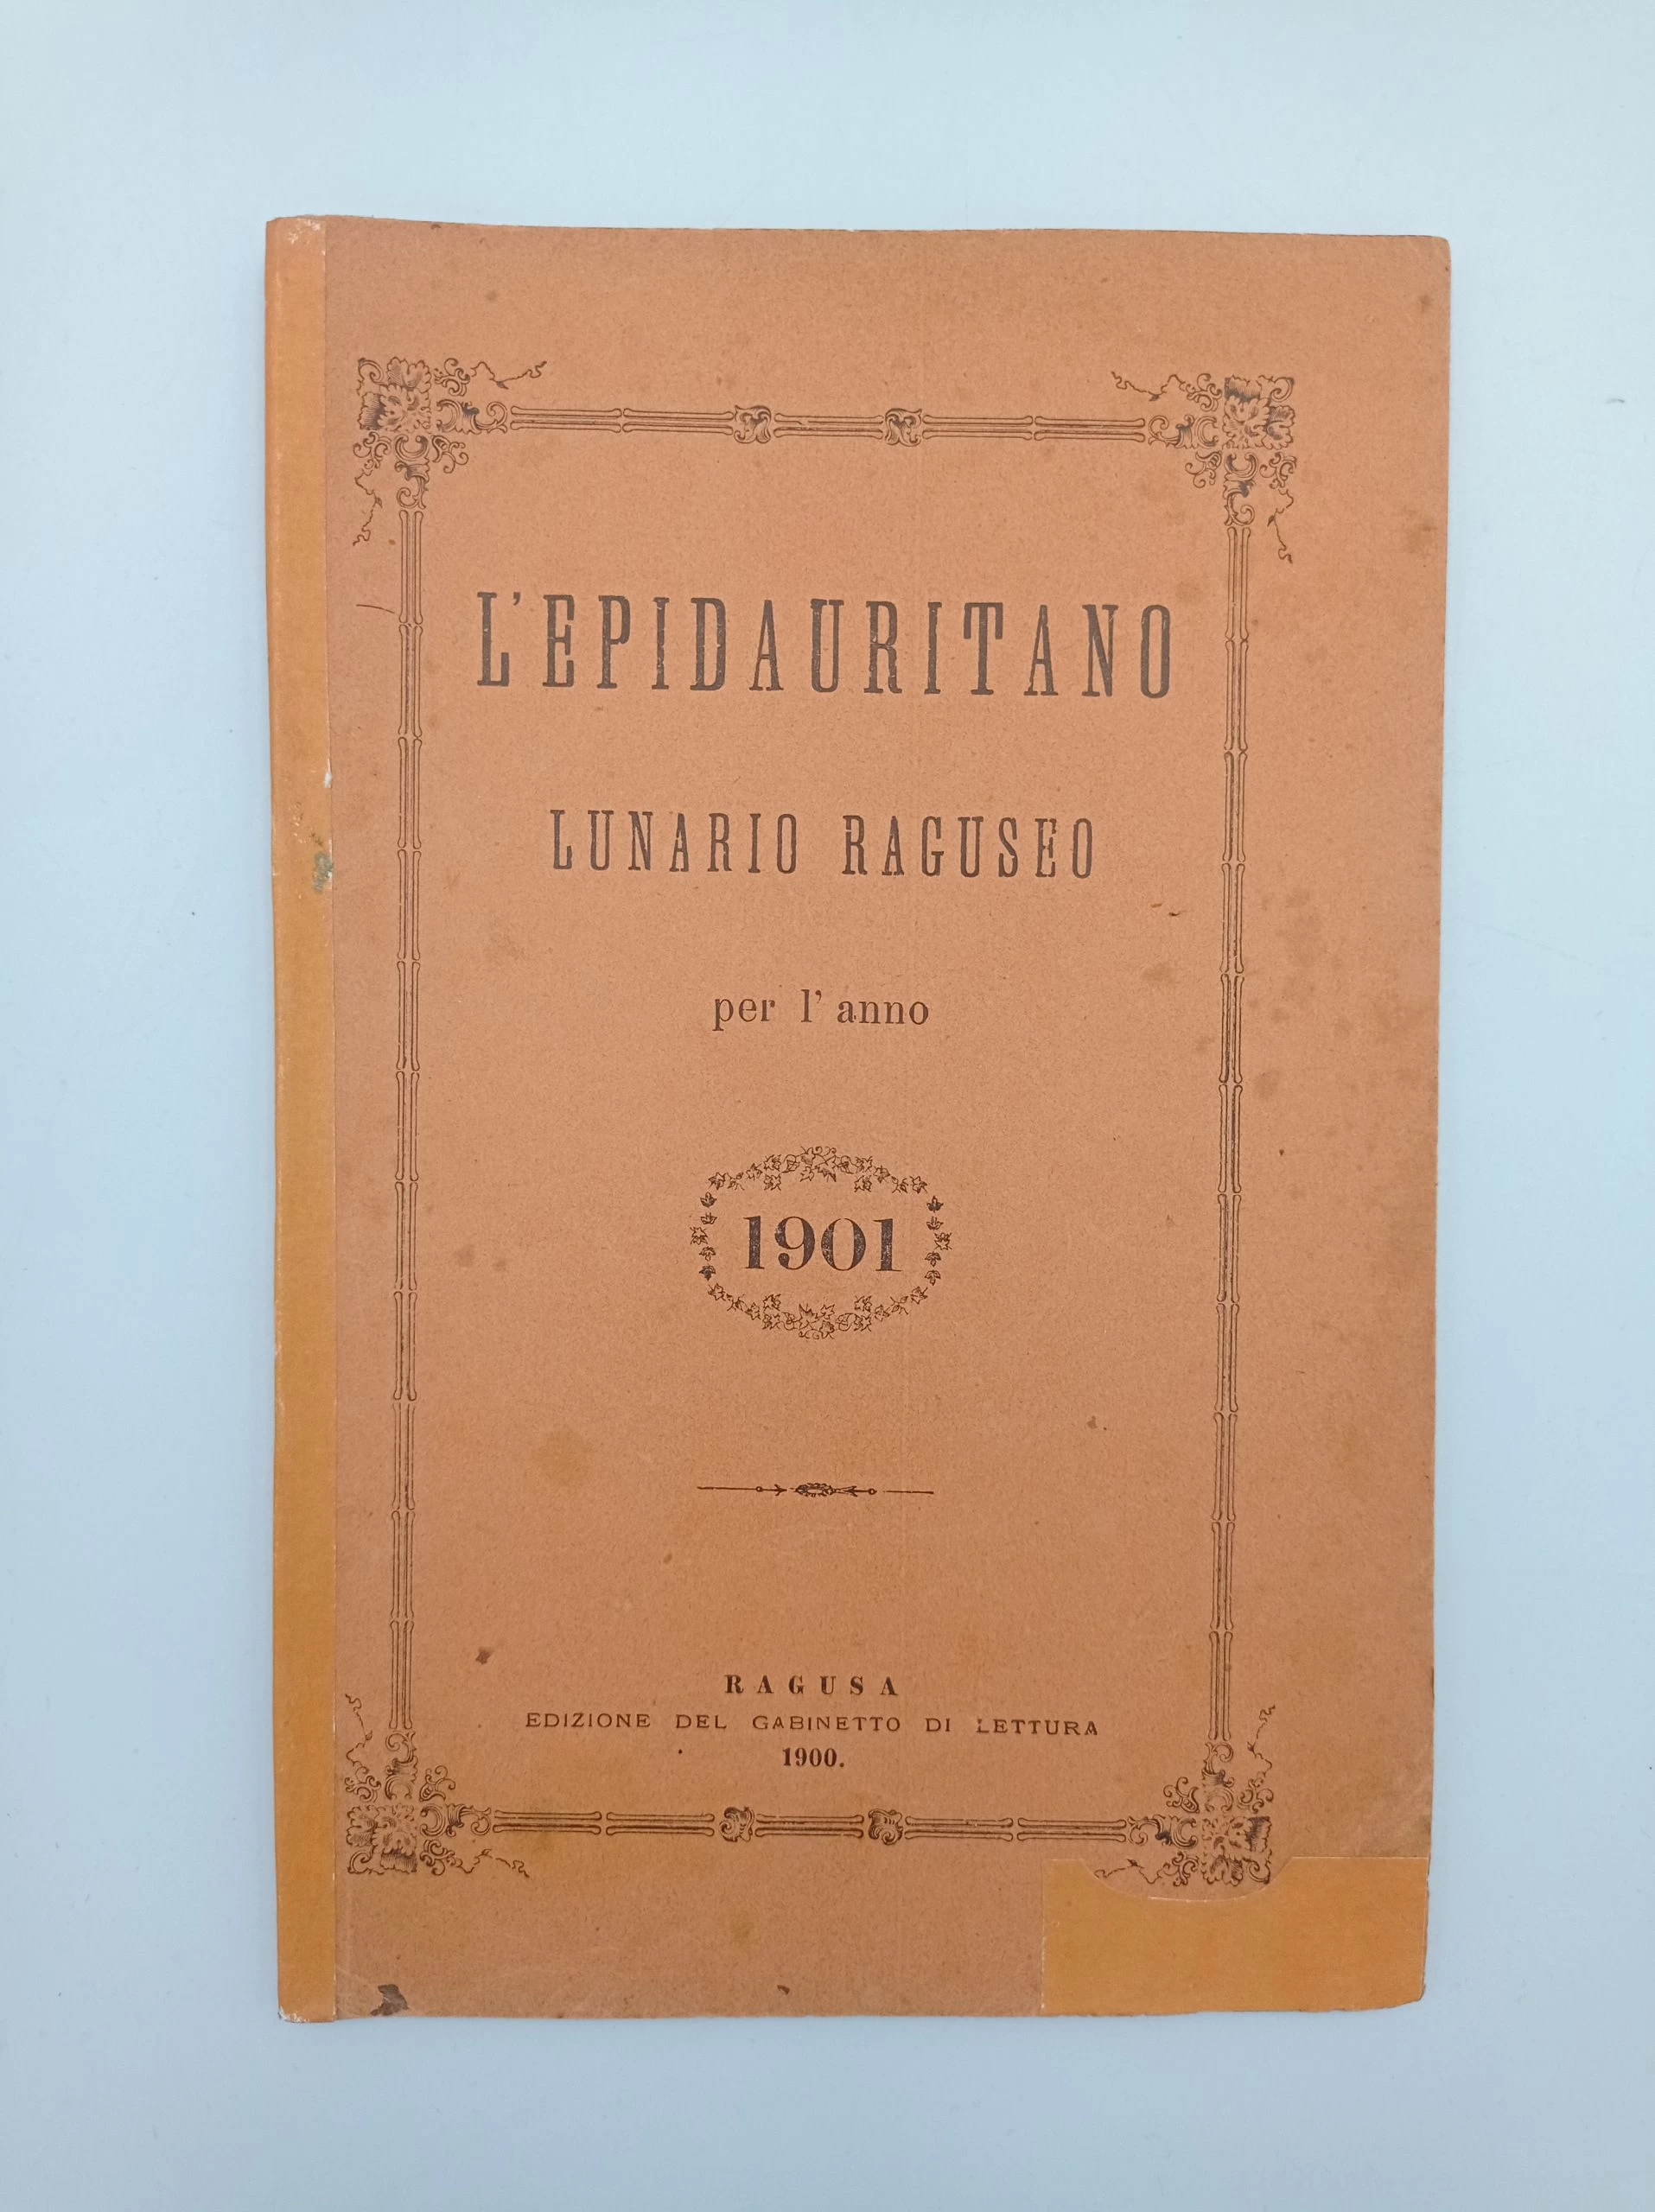 L'EPIDAURITANO
LUNARIO RAGUSEO
per l' anno
1901
RAGUSA
EDIZIONE DEL GABINETTO DI LETTURA
1900.